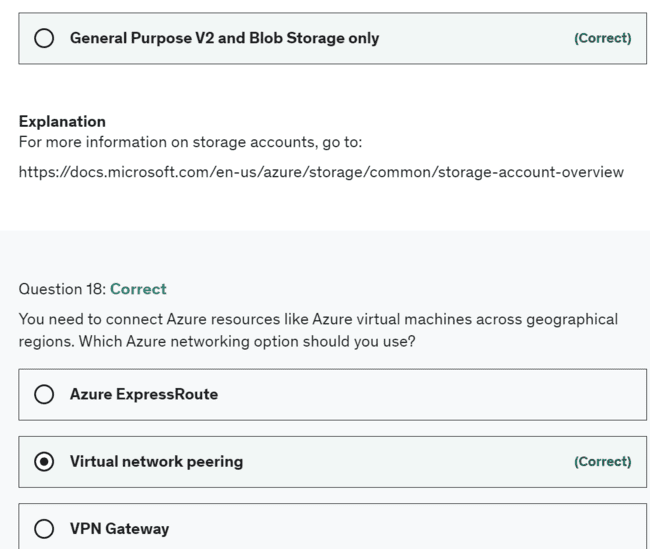 General Purpose V2 and Blob Storage only (Correct)
Explanation
For more information on storage accounts, go to:
https://docs.microsoft.com/en-us/azure/storage/common/storage-account-overview
Question 18: Correct
You need to connect Azure resources like Azure virtual machines across geographical
regions. Which Azure networking option should you use?
Azure ExpressRoute
Virtual network peering (Correct)
VPN Gateway